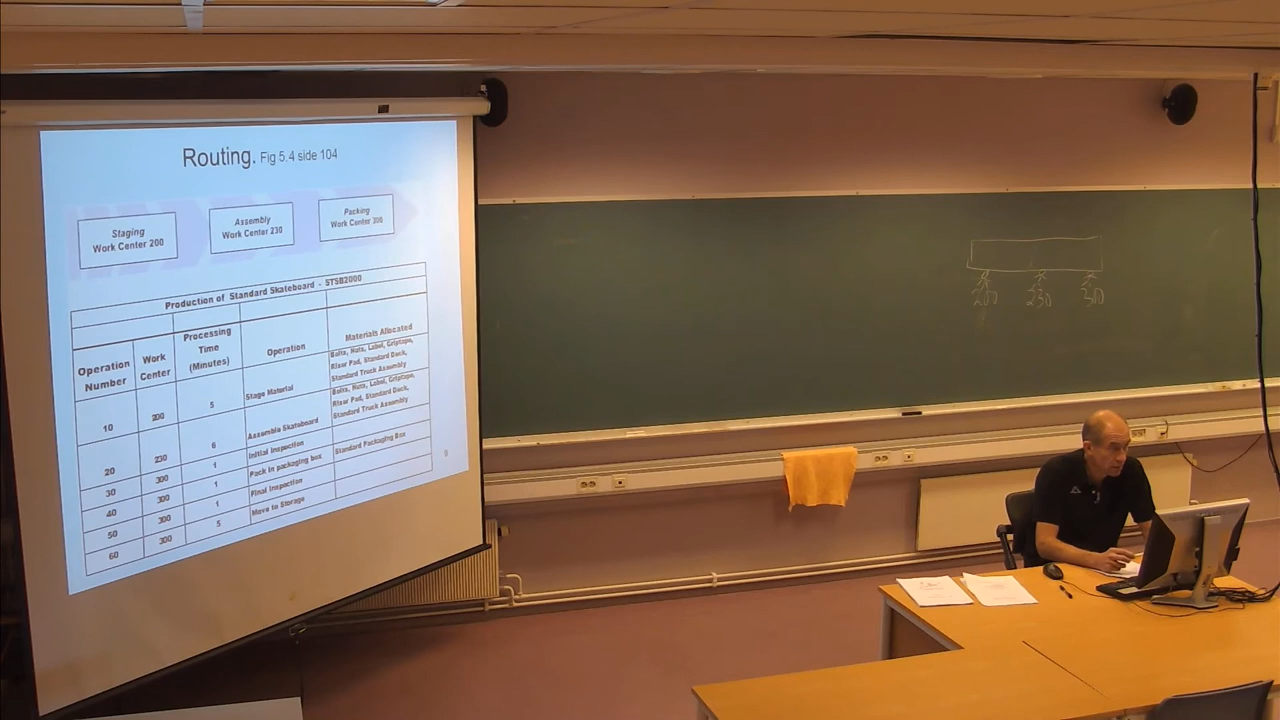 Routing. Fig 5.4 side 104
Staging
Work Center 200
Assembly
Work Center 230
Packing
Work Center 300
Production of Standard Skateboard - STSB2000
Operation Number
Work Center
Processing Time (Minutes)
Operation
Materials Allocated
10 200 5 Stage Material Bolts, Nuts, Label, Griptape,
Riser Pad, Standard Deck,
Standard Truck Assembly
20 230 6 Assemble Skateboard Bolts, Nuts, Label, Griptape,
Riser Pad, Standard Deck,
Standard Truck Assembly
30 300 1 Initial Inspection
40 300 1 Pack in packaging box Standard Packaging Box
50 300 1 Final Inspection
60 300 5 Move to Storage
9
200 230